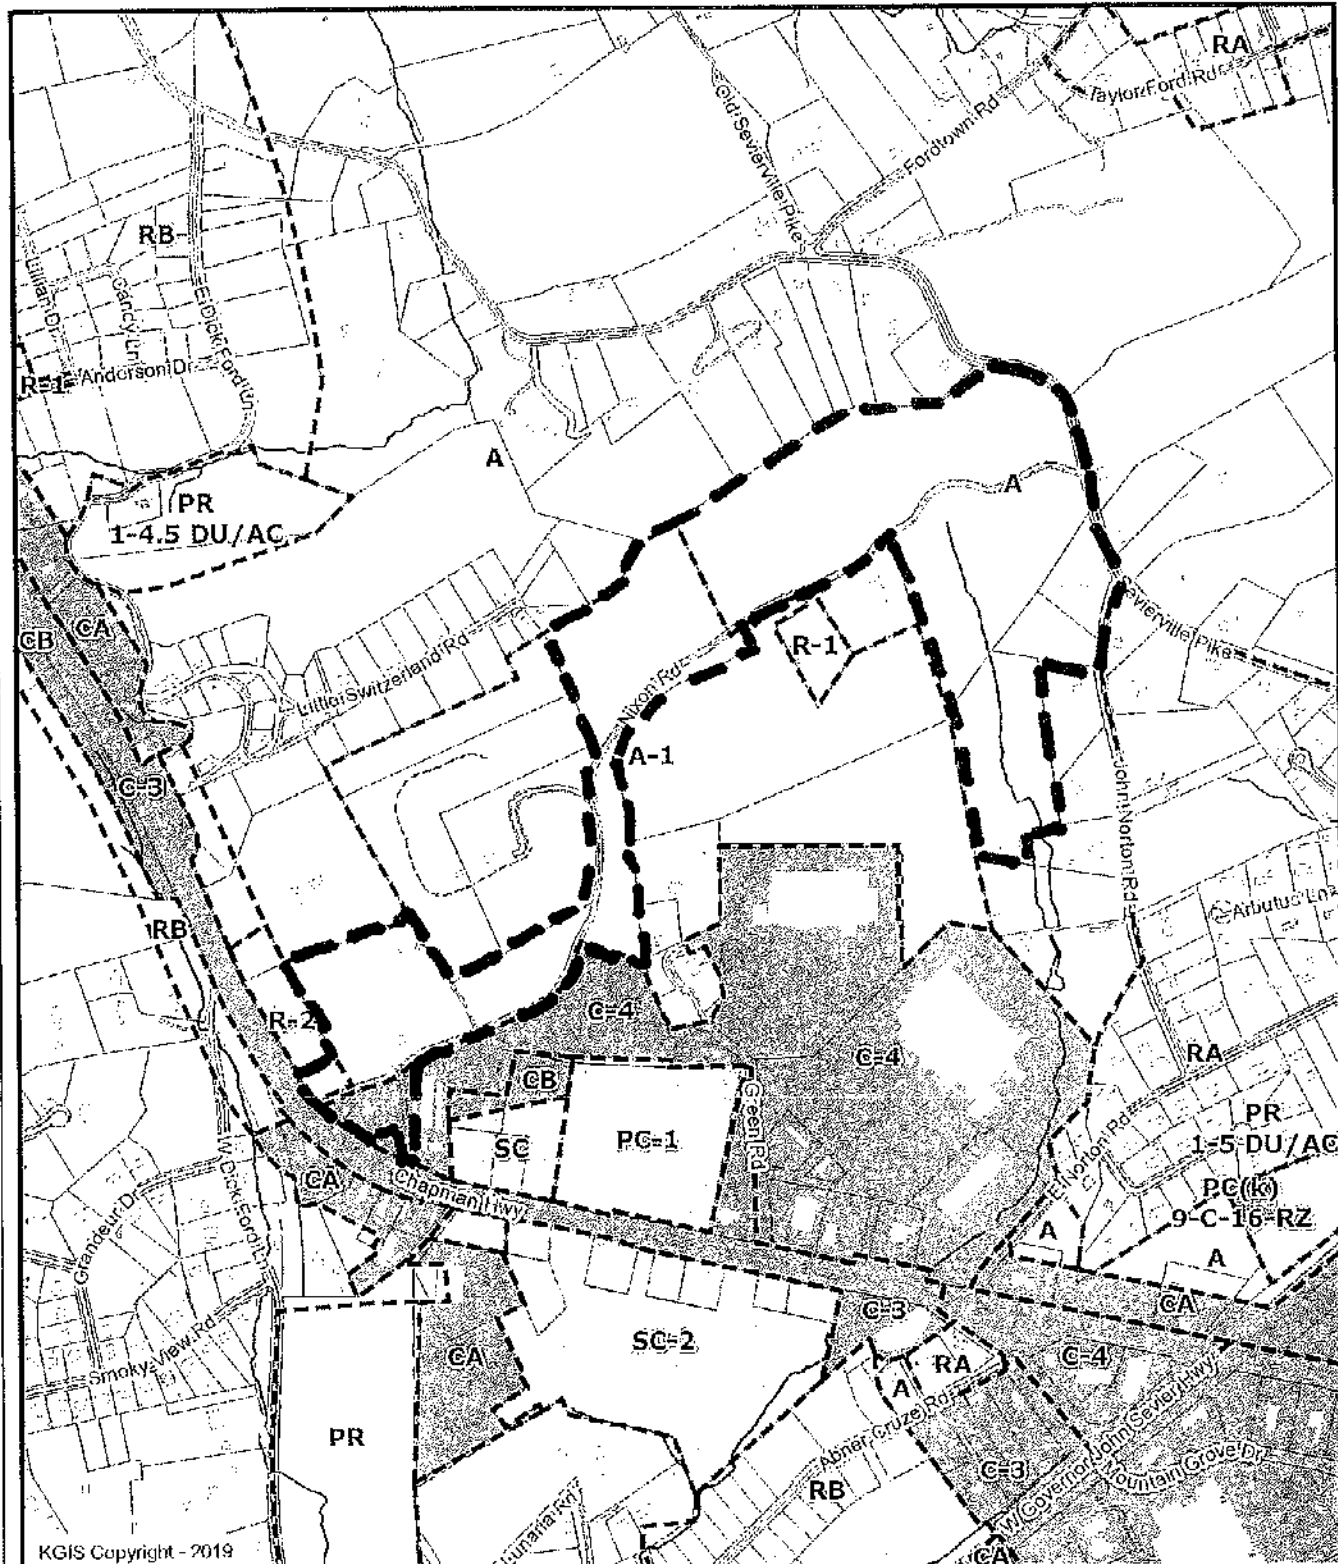 RA
Taylor Ford Rd
Old Sevierville Pike
Fordtown Rd
RB
Lillian Dr
Cancy Ln
E Dick Ford Ln
R-1
Anderson Dr
A
A
PR
1-4.5 DU/AC
CB
CA
Sevierville Pike
R-1
Little Switzerland Rd
Nixon Rd
A-1
C-3
John Norton Rd
Arbutus Ln
RB
R-2
C-4
C-4
RA
CB
Green Rd
PR
1-5 DU/AC
SC
PC-1
E Norton Rd
CA
Chapman Hwy
PC(k)
9-C-16-RZ
Grandeur Dr
W Dick Ford Ln
A
A
C-3
CA
Smoky View Rd
SC-2
CA
C-4
RA
A
PR
Abner Cruze Rd
W Governor John Sevier Hwy
Mountain Grove Dr
C-3
RB
CA
KGIS Copyright - 2019